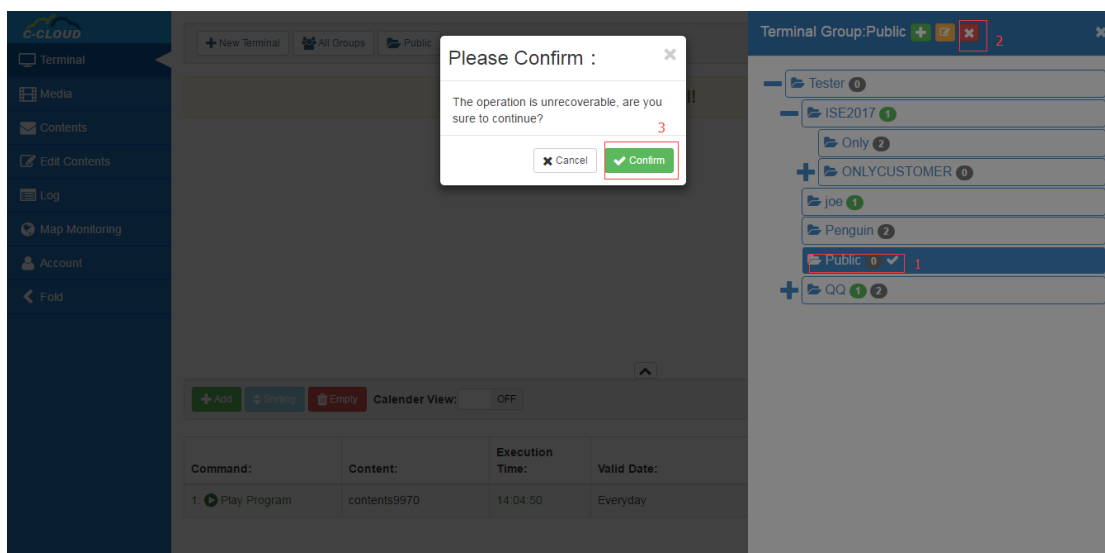 C-CLOUD
Terminal
Media
Contents
Edit Contents
Log
Map Monitoring
Account
Fold
New Terminal
All Groups
Public
!!
Please Confirm：
The operation is unrecoverable, are you
sure to continue?
3
Cancel
Confirm
Add
Sorting
Empty
Calender View:
OFF
Command:
Content:
Execution
Time:
Valid Date:
1:
Play Program
contents9970
14:04:50
Everyday
Terminal Group:Public
2
Tester 0
ISE2017 1
Only 2
ONLYCUSTOMER 0
joe 1
Penguin 2
Public 0
1
QQ 1 2